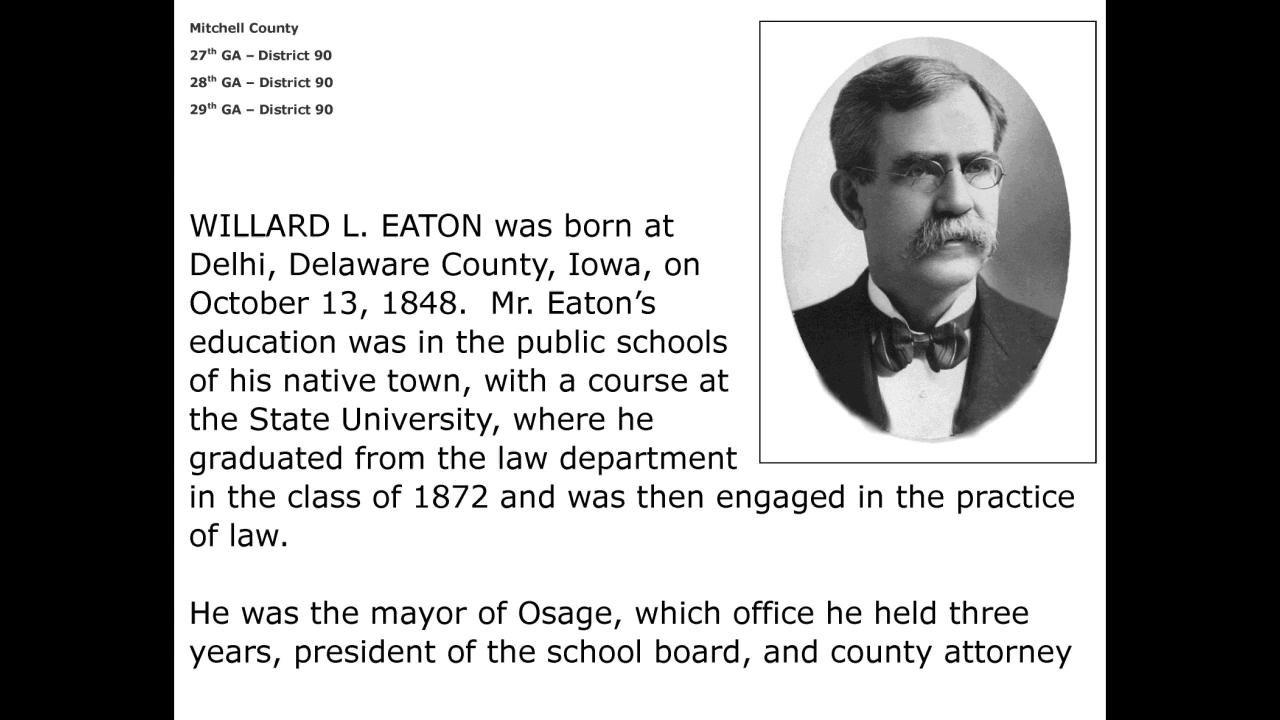 Mitchell County
27th GA – District 90
28th GA – District 90
29th GA – District 90
WILLARD L. EATON was born at
Delhi, Delaware County, Iowa, on
October 13, 1848.  Mr. Eaton’s
education was in the public schools
of his native town, with a course at
the State University, where he
graduated from the law department
in the class of 1872 and was then engaged in the practice
of law.
He was the mayor of Osage, which office he held three
years, president of the school board, and county attorney